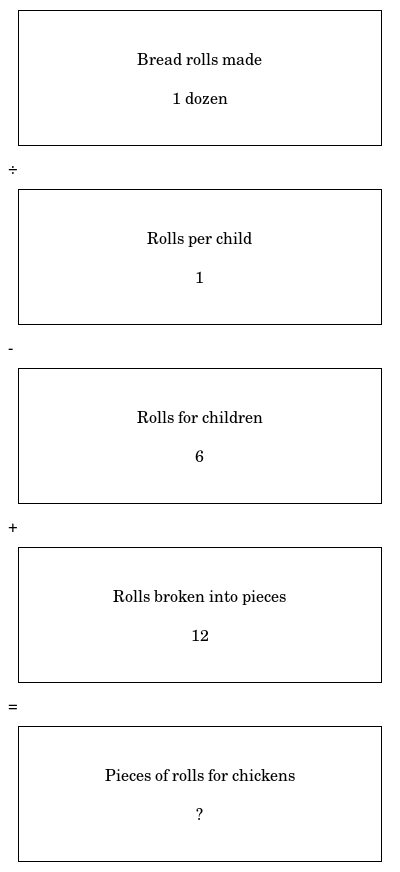 Bread rolls made
1 dozen
÷
Rolls per child
1
-
Rolls for children
6
+
Rolls broken into pieces
12
=
Pieces of rolls for chickens
?